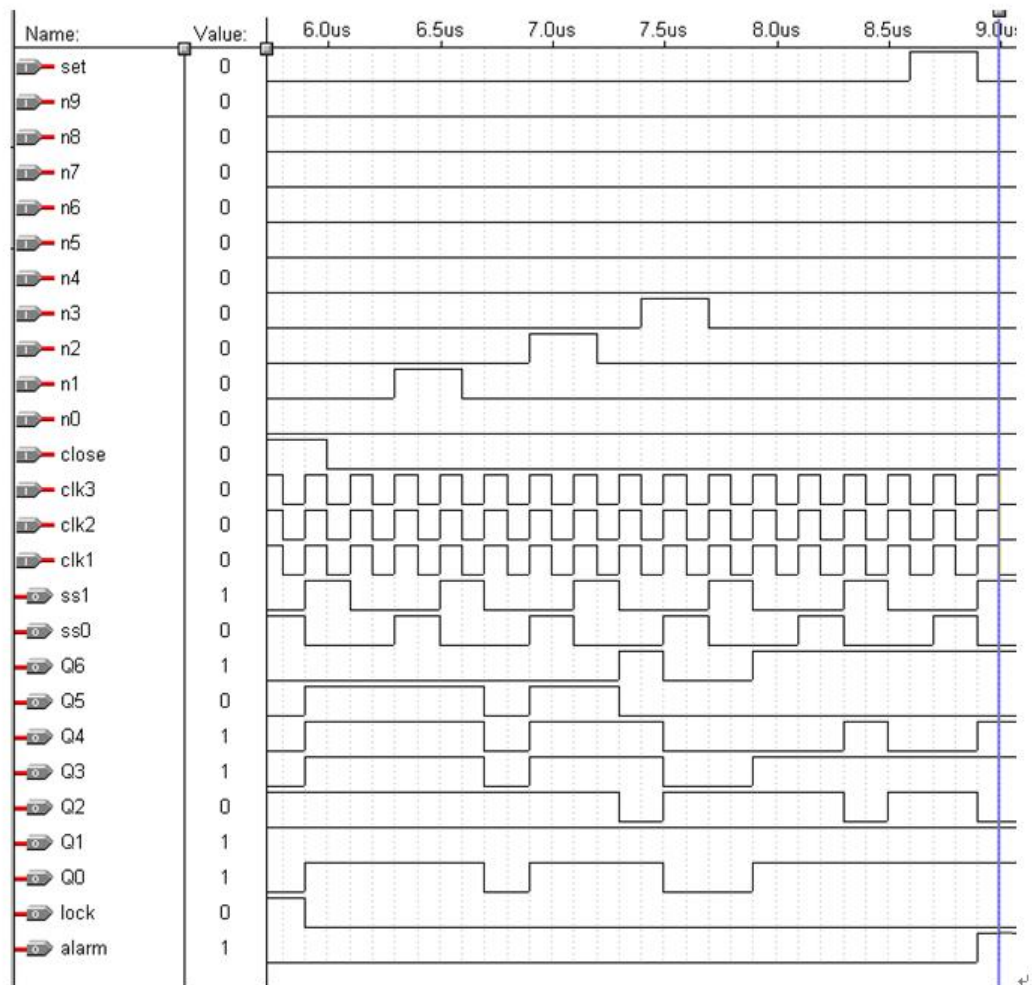 Name: Value: 6.0us 6.5us 7.0us 7.5us 8.0us 8.5us 9.0us
set 0
n9 0
n8 0
n7 0
n6 0
n5 0
n4 0
n3 0
n2 0
n1 0
n0 0
close 0
clk3 0
clk2 0
clk1 0
ss1 1
ss0 0
Q6 1
Q5 0
Q4 1
Q3 1
Q2 0
Q1 1
Q0 1
lock 0
alarm 1